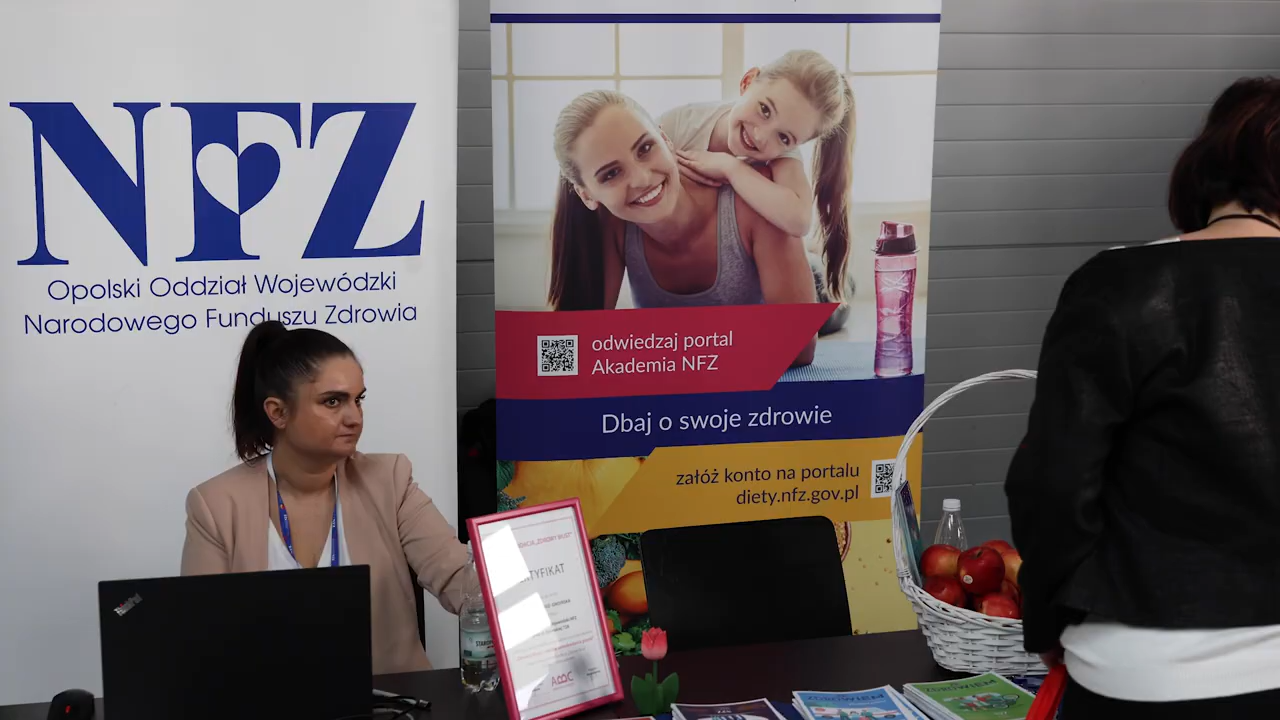 NFZ
Opolski Oddział Wojewódzki
Narodowego Funduszu Zdrowia
odwiedzaj portal
Akademia NFZ
Dbaj o swoje zdrowie
załóż konto na portalu
diety.nfz.gov.pl
ThinkPad